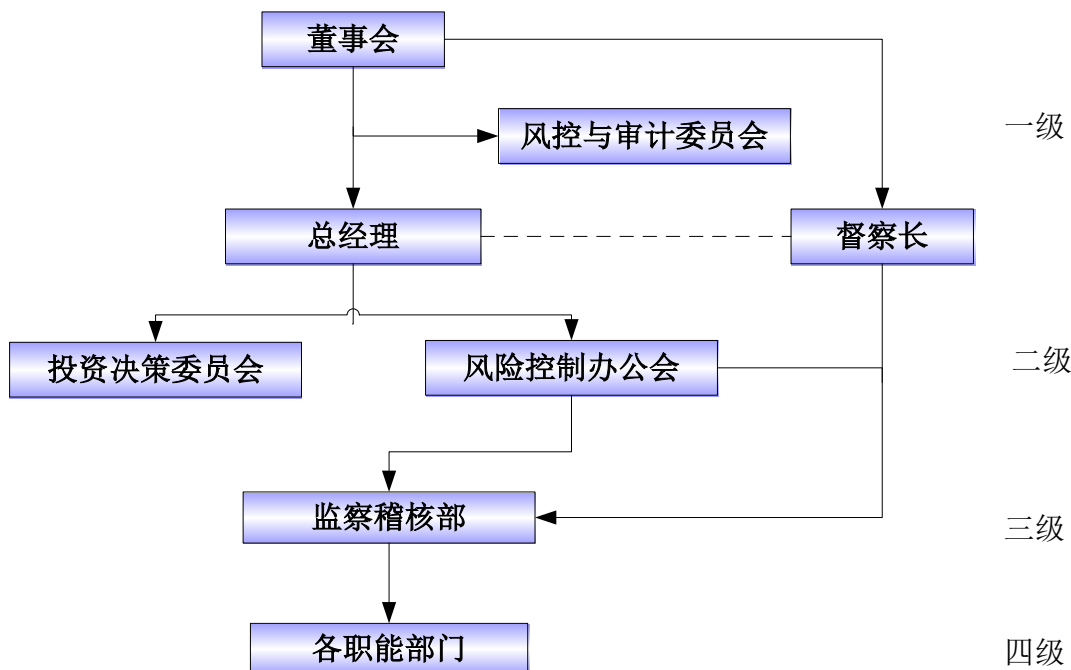 董事会
风控与审计委员会
一级
总经理
督察长
投资决策委员会
风险控制办公会
二级
监察稽核部
三级
各职能部门
四级